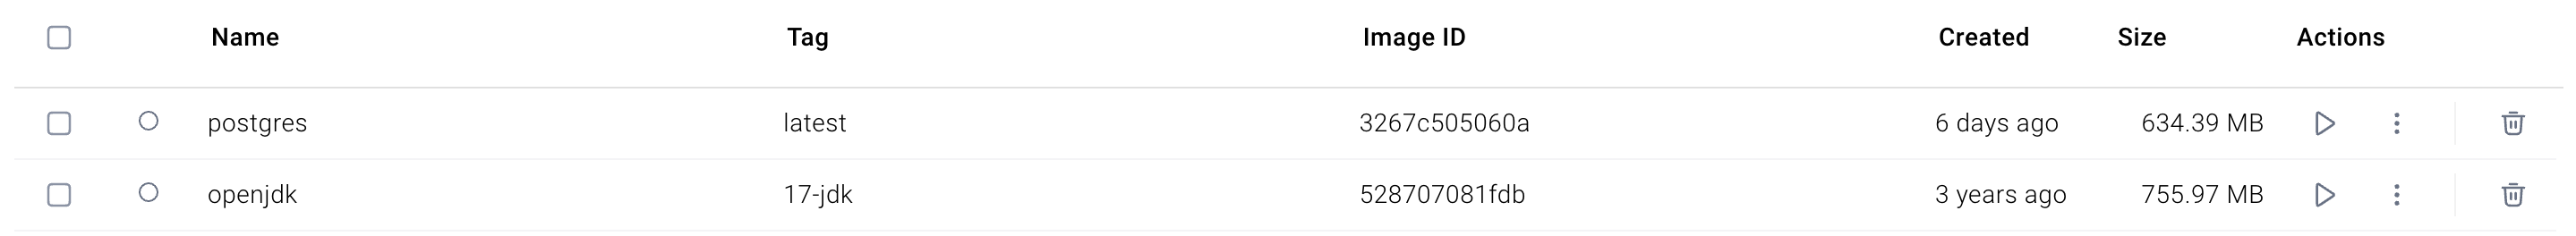 Name Tag Image ID Created Size Actions
postgres latest 3267c505060a 6 days ago 634.39 MB
openjdk 17-jdk 528707081fdb 3 years ago 755.97 MB